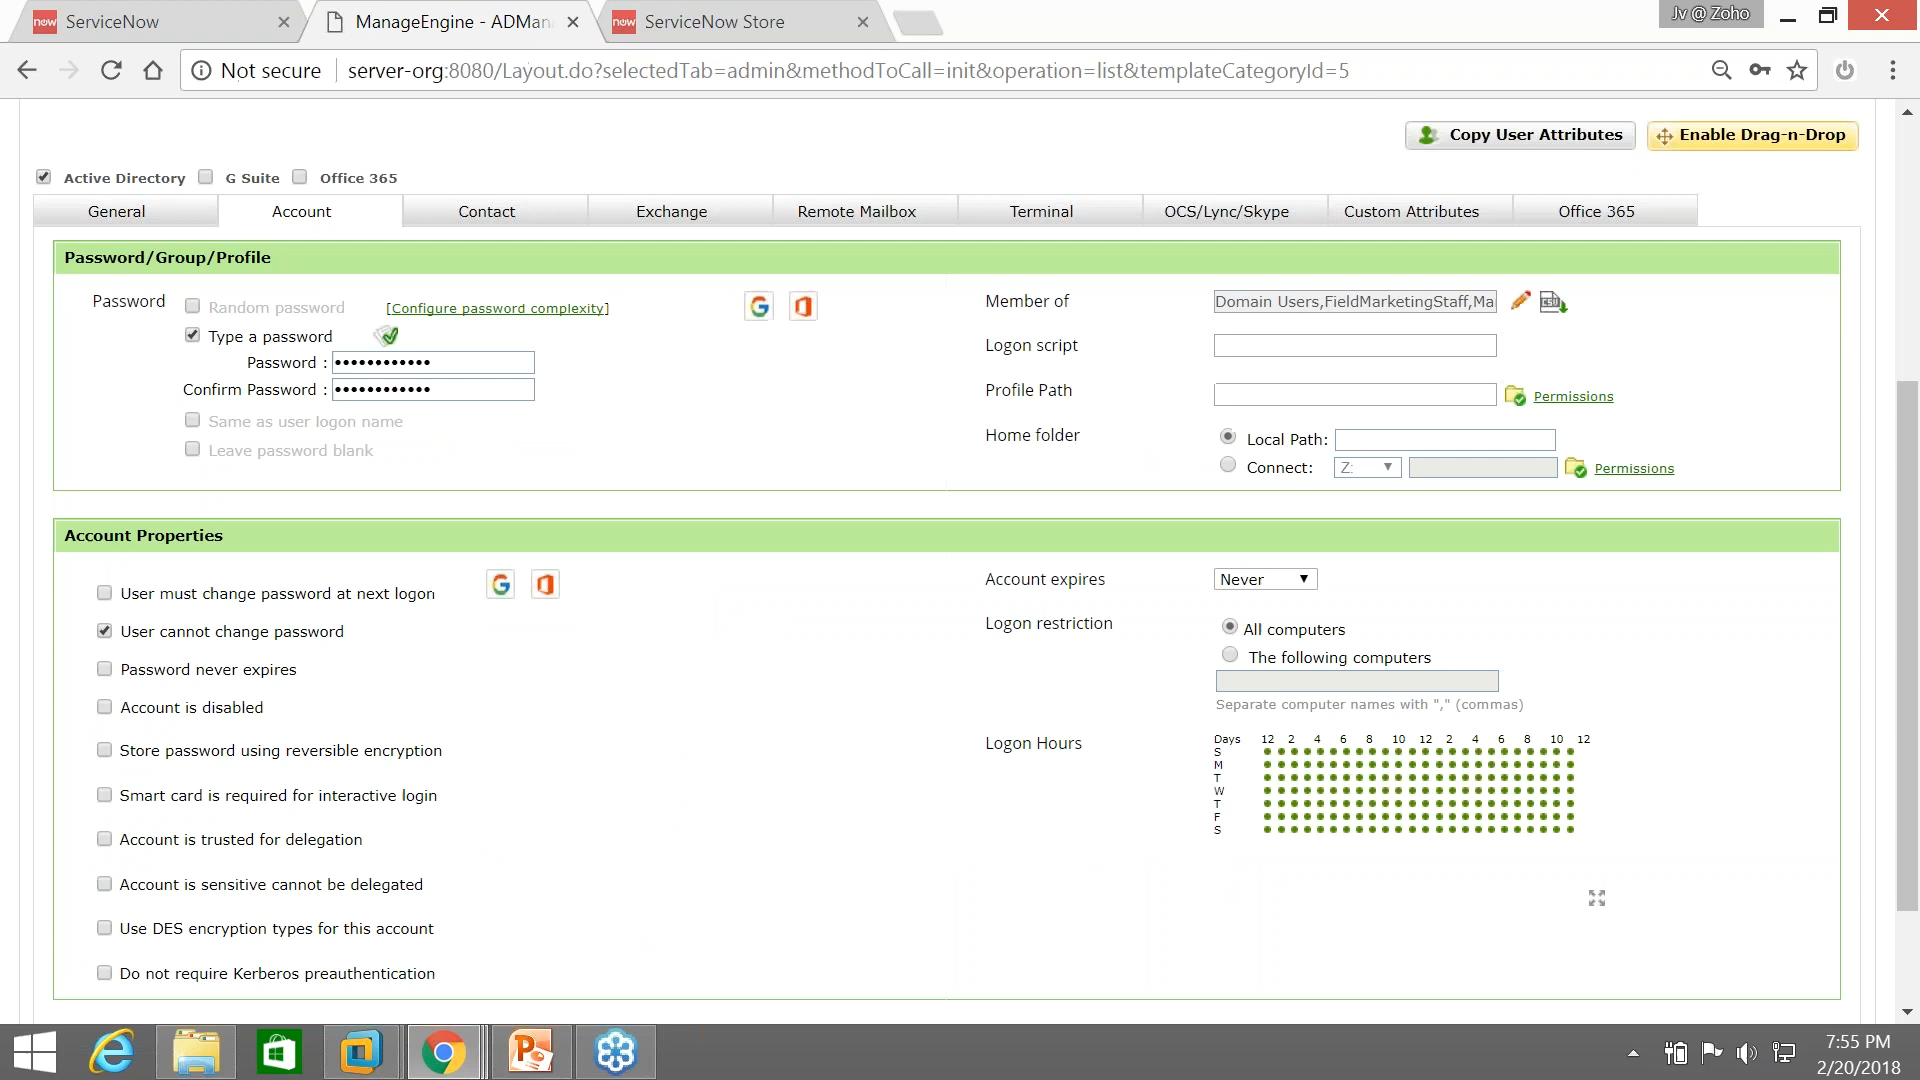 now ServiceNow
ManageEngine - ADMan
now ServiceNow Store
Jv @ Zoho
Not secure
server-org:8080/Layout.do?selectedTab=admin&methodToCall=init&operation=list&templateCategoryId=5
Copy User Attributes
Enable Drag-n-Drop
Active Directory
G Suite
Office 365
General
Account
Contact
Exchange
Remote Mailbox
Terminal
OCS/Lync/Skype
Custom Attributes
Office 365
Password/Group/Profile
Password
Random password
[Configure password complexity]
Type a password
Password :
Confirm Password :
Same as user logon name
Leave password blank
Member of
Domain Users,FieldMarketingStaff,Ma
CSV
Logon script
Profile Path
Permissions
Home folder
Local Path:
Connect:
Z:
Permissions
Account Properties
User must change password at next logon
User cannot change password
Password never expires
Account is disabled
Store password using reversible encryption
Smart card is required for interactive login
Account is trusted for delegation
Account is sensitive cannot be delegated
Use DES encryption types for this account
Do not require Kerberos preauthentication
Account expires
Never
Logon restriction
All computers
The following computers
Separate computer names with "," (commas)
Logon Hours
Days 12 2 4 6 8 10 12 2 4 6 8 10 12
S
M
T
W
T
F
S
7:55 PM
2/20/2018